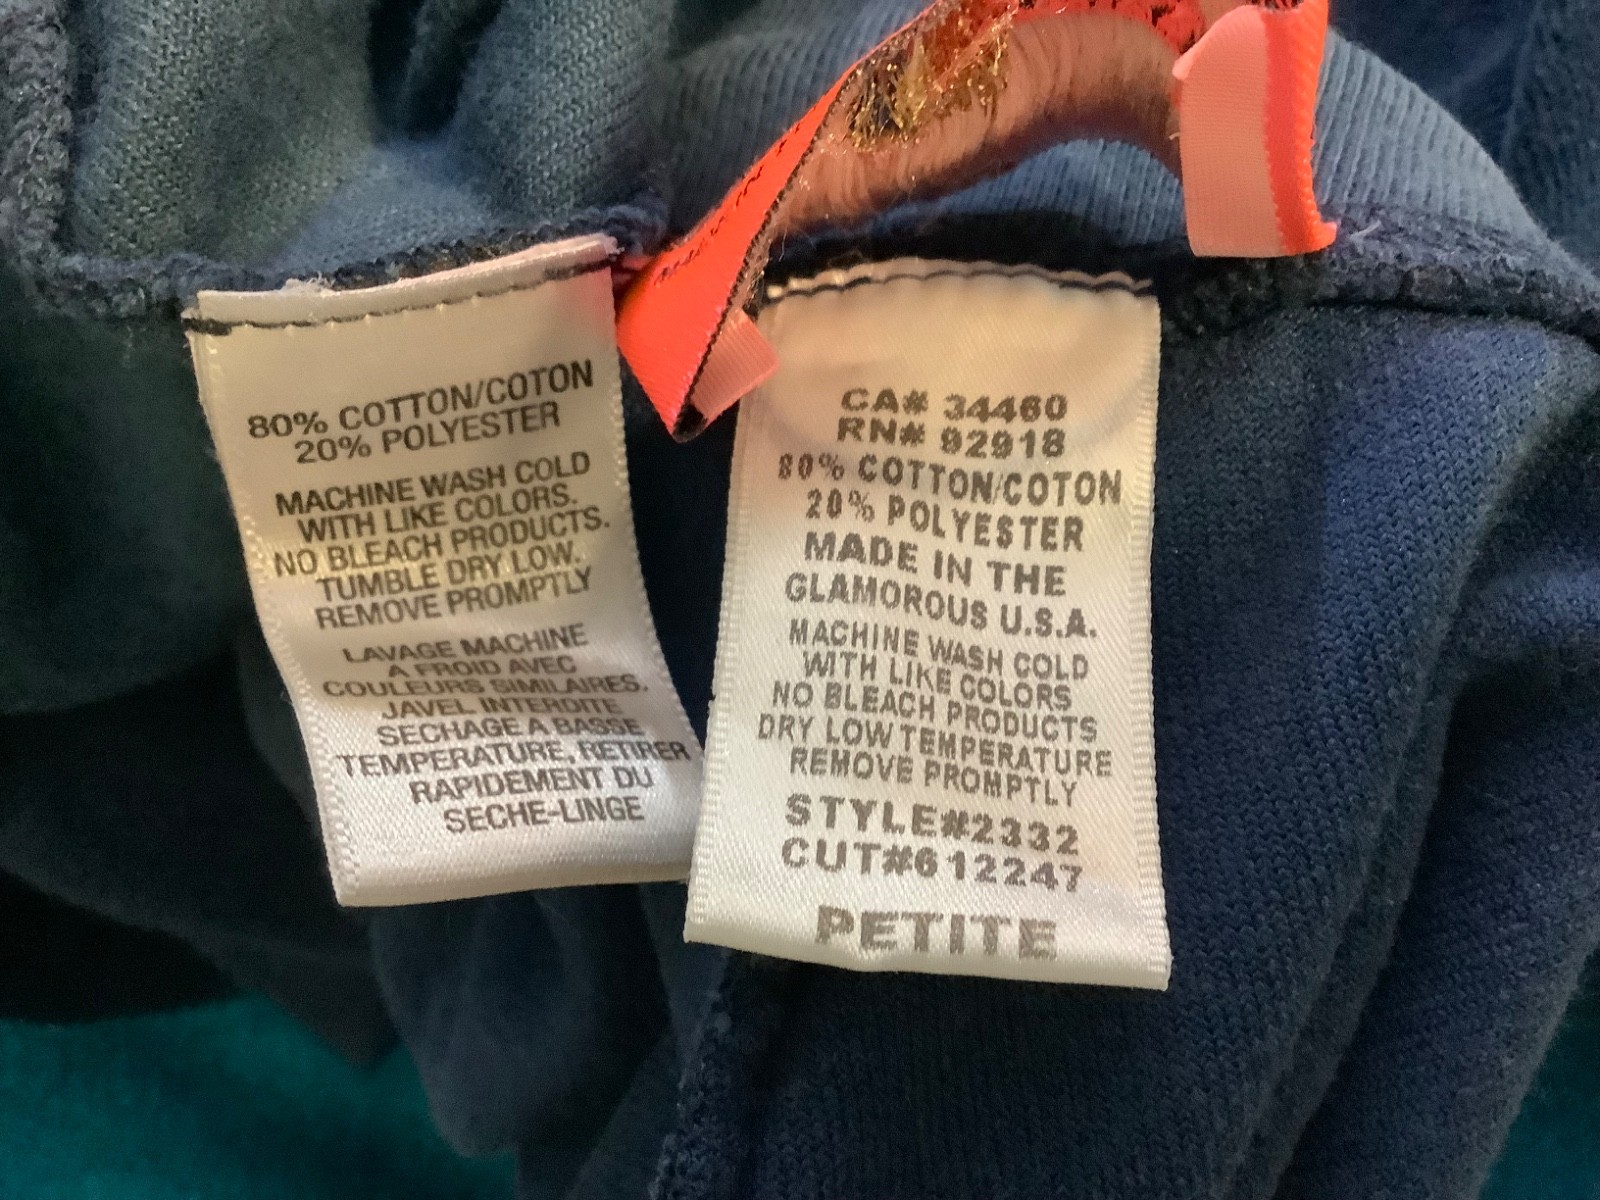 80% COTTON/COTON
20% POLYESTER
MACHINE WASH COLD
WITH LIKE COLORS.
NO BLEACH PRODUCTS.
TUMBLE DRY LOW.
REMOVE PROMPTLY
LAVAGE MACHINE
A FROID AVEC
COULEURS SIMILAIRES.
JAVEL INTERDITE
SECHAGE A BASSE
TEMPERATURE, RETIRER
RAPIDEMENT DU
SECHE-LINGE
CA# 34460
RN# 92918
80% COTTON/COTON
20% POLYESTER
MADE IN THE
GLAMOROUS U.S.A.
MACHINE WASH COLD
WITH LIKE COLORS
NO BLEACH PRODUCTS
DRY LOW TEMPERATURE
REMOVE PROMPTLY
STYLE#2332
CUT#612247
PETITE